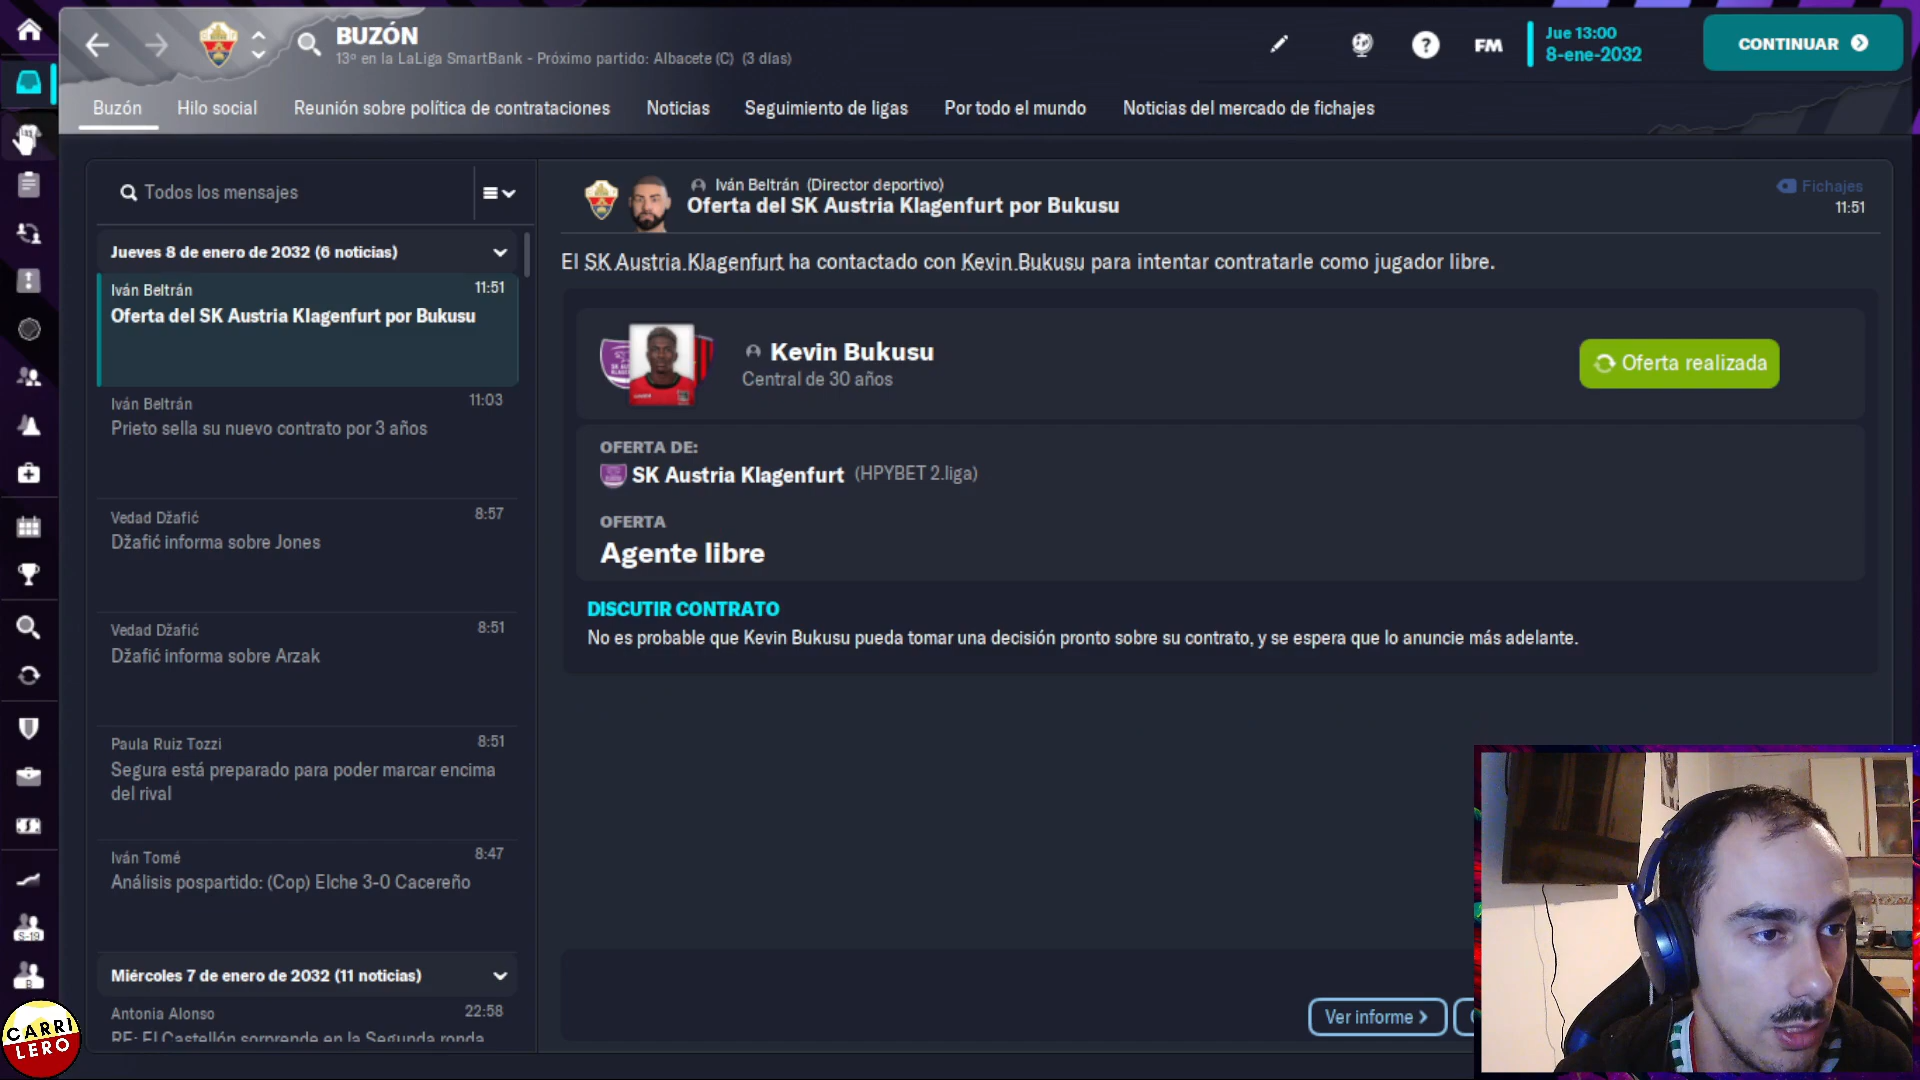 BUZÓN
13º en la LaLiga SmartBank - Próximo partido: Albacete (C) (3 días)
FM
Jue 13:00
8-ene-2032
CONTINUAR
Buzón
Hilo social
Reunión sobre política de contrataciones
Noticias
Seguimiento de ligas
Por todo el mundo
Noticias del mercado de fichajes
Todos los mensajes
Jueves 8 de enero de 2032 (6 noticias)
Iván Beltrán
11:51
Oferta del SK Austria Klagenfurt por Bukusu
Iván Beltrán
11:03
Prieto sella su nuevo contrato por 3 años
Vedad Džafić
8:57
Džafić informa sobre Jones
Vedad Džafić
8:51
Džafić informa sobre Arzak
Paula Ruiz Tozzi
8:51
Segura está preparado para poder marcar encima
del rival
Iván Tomé
8:47
Análisis pospartido: (Cop) Elche 3-0 Cacereño
Miércoles 7 de enero de 2032 (11 noticias)
Antonia Alonso
22:58
RE: El Castellón sorprende en la Segunda ronda
Iván Beltrán (Director deportivo)
Oferta del SK Austria Klagenfurt por Bukusu
Fichajes
11:51
El SK Austria Klagenfurt ha contactado con Kevin Bukusu para intentar contratarle como jugador libre.
Kevin Bukusu
Central de 30 años
Oferta realizada
OFERTA DE:
SK Austria Klagenfurt (HPYBET 2.liga)
OFERTA
Agente libre
DISCUTIR CONTRATO
No es probable que Kevin Bukusu pueda tomar una decisión pronto sobre su contrato, y se espera que lo anuncie más adelante.
Ver informe
S-19
B
CARRI
LERO